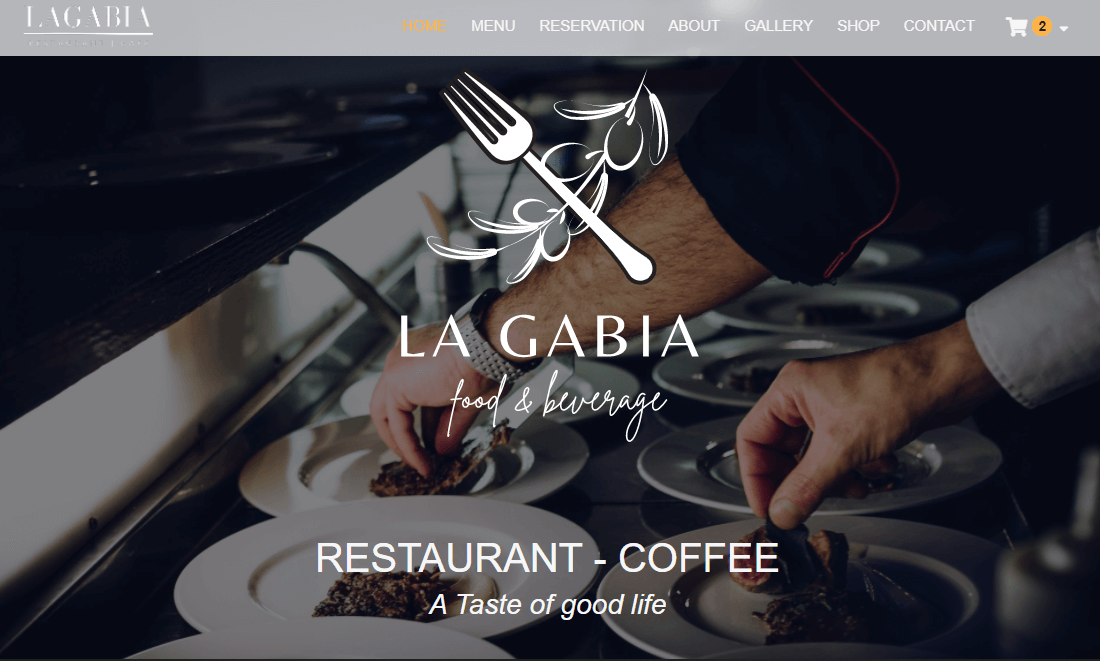 LAGABIA
HOME MENU RESERVATION ABOUT GALLERY SHOP CONTACT 2
LA GABIA
food & beverage
RESTAURANT - COFFEE
A Taste of good life